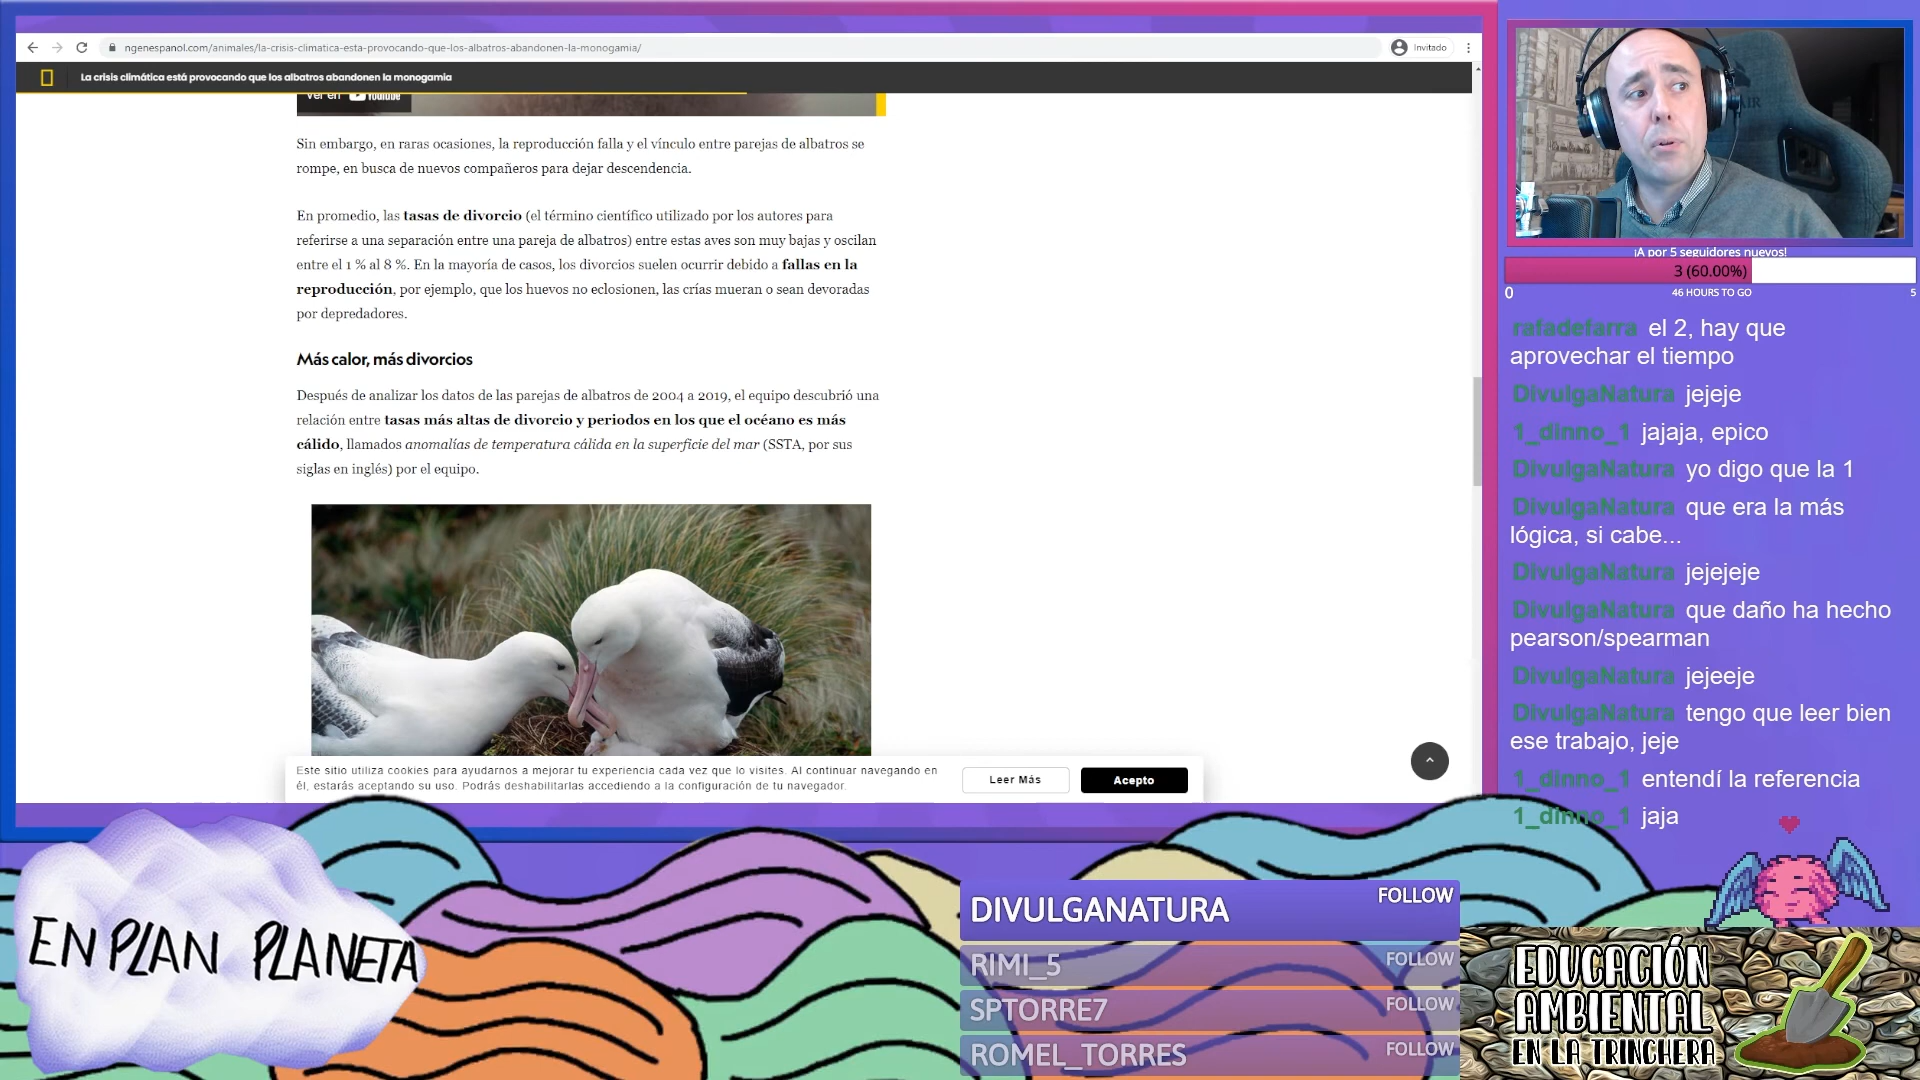 ngenespanol.com/animales/la-crisis-climatica-esta-provocando-que-los-albatros-abandonen-la-monogamia/
Invitado
La crisis climática está provocando que los albatros abandonen la monogamia
Ver en YouTube
Sin embargo, en raras ocasiones, la reproducción falla y el vínculo entre parejas de albatros se
rompe, en busca de nuevos compañeros para dejar descendencia.
En promedio, las tasas de divorcio (el término científico utilizado por los autores para
referirse a una separación entre una pareja de albatros) entre estas aves son muy bajas y oscilan
entre el 1 % al 8 %. En la mayoría de casos, los divorcios suelen ocurrir debido a fallas en la
reproducción, por ejemplo, que los huevos no eclosionen, las crías mueran o sean devoradas
por depredadores.
Más calor, más divorcios
Después de analizar los datos de las parejas de albatros de 2004 a 2019, el equipo descubrió una
relación entre tasas más altas de divorcio y periodos en los que el océano es más
cálido, llamados anomalías de temperatura cálida en la superficie del mar (SSTA, por sus
siglas en inglés) por el equipo.
Este sitio utiliza cookies para ayudarnos a mejorar tu experiencia cada vez que lo visites. Al continuar navegando en
él, estarás aceptando su uso. Podrás deshabilitarlas accediendo a la configuración de tu navegador.
Leer Más
Acepto
¡A por 5 seguidores nuevos!
3 (60.00%)
0
46 HOURS TO GO
5
rafadefarra el 2, hay que
aprovechar el tiempo
DivulgaNatura jejeje
1_dinno_1 jajaja, epico
DivulgaNatura yo digo que la 1
DivulgaNatura que era la más
lógica, si cabe...
DivulgaNatura jejejeje
DivulgaNatura que daño ha hecho
pearson/spearman
DivulgaNatura jejeeje
DivulgaNatura tengo que leer bien
ese trabajo, jeje
1_dinno_1 entendí la referencia
1_dinno_1 jaja
EN PLAN PLANETA
DIVULGANATURA FOLLOW
RIMI_5 FOLLOW
SPTORRE7 FOLLOW
ROMEL_TORRES FOLLOW
EDUCACIÓN
AMBIENTAL
EN LA TRINCHERA